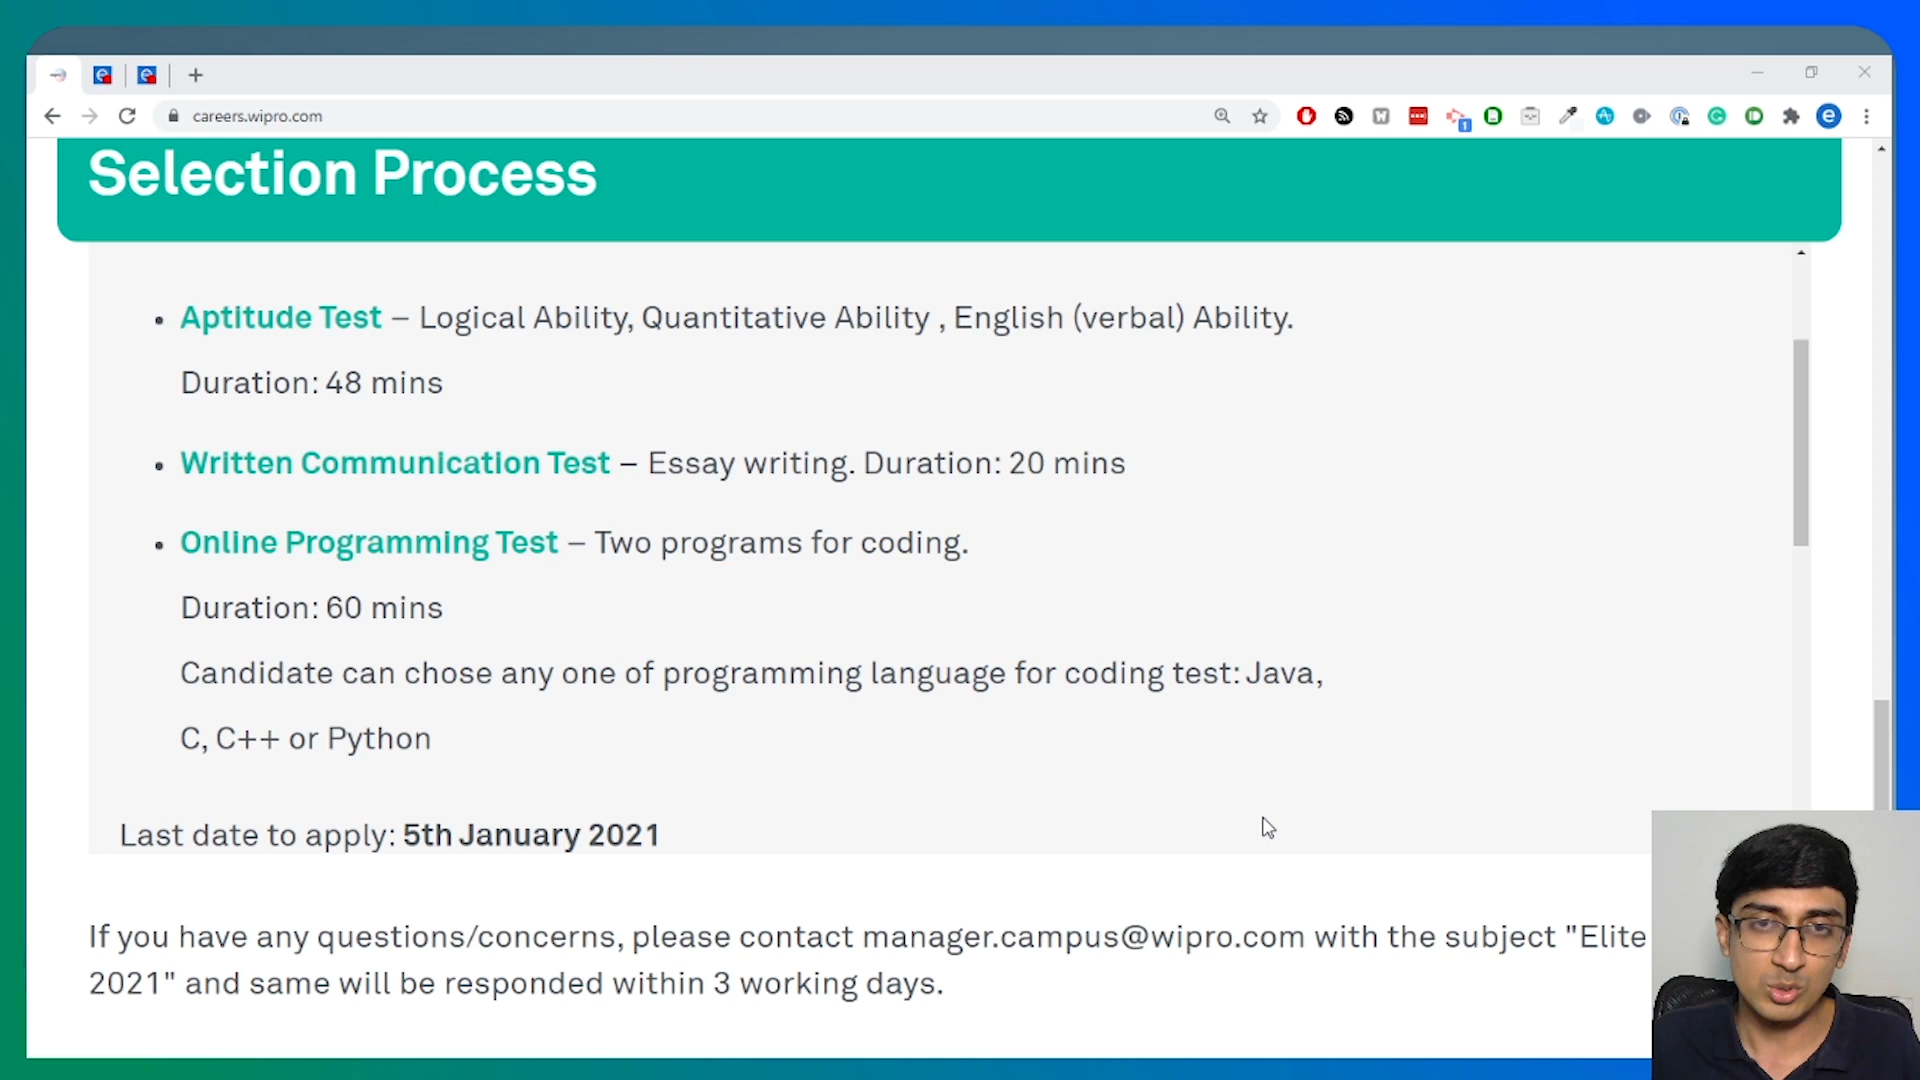 careers.wipro.com
Selection Process
Aptitude Test – Logical Ability, Quantitative Ability , English (verbal) Ability.
Duration: 48 mins
Written Communication Test – Essay writing. Duration: 20 mins
Online Programming Test – Two programs for coding.
Duration: 60 mins
Candidate can chose any one of programming language for coding test: Java,
C, C++ or Python
Last date to apply: 5th January 2021
If you have any questions/concerns, please contact manager.campus@wipro.com with the subject "Elite
2021" and same will be responded within 3 working days.